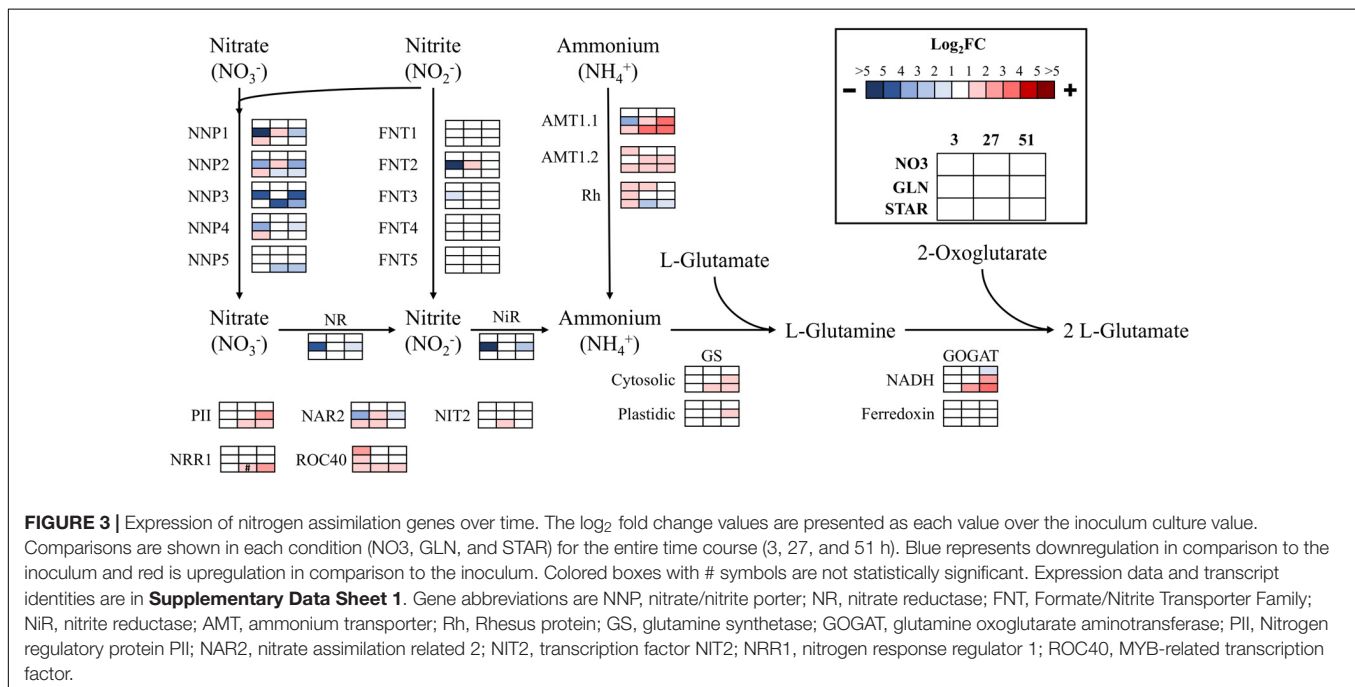 Nitrate
(NO₃⁻)
Nitrite
(NO₂⁻)
Ammonium
(NH₄⁺)
NNP1
NNP2
NNP3
NNP4
NNP5
FNT1
FNT2
FNT3
FNT4
FNT5
AMT1.1
AMT1.2
Rh
Log₂FC
>5 5 4 3 2 1 1 2 3 4 5 >5
- +
3 27 51
NO3
GLN
STAR
L-Glutamate
2-Oxoglutarate
Nitrate
(NO₃⁻)
NR
Nitrite
(NO₂⁻)
NiR
Ammonium
(NH₄⁺)
L-Glutamine
2 L-Glutamate
GS
Cytosolic
Plastidic
GOGAT
NADH
Ferredoxin
PII
NAR2
NIT2
NRR1
#
ROC40
FIGURE 3 | Expression of nitrogen assimilation genes over time. The log₂ fold change values are presented as each value over the inoculum culture value.
Comparisons are shown in each condition (NO3, GLN, and STAR) for the entire time course (3, 27, and 51 h). Blue represents downregulation in comparison to the
inoculum and red is upregulation in comparison to the inoculum. Colored boxes with # symbols are not statistically significant. Expression data and transcript
identities are in Supplementary Data Sheet 1. Gene abbreviations are NNP, nitrate/nitrite porter; NR, nitrate reductase; FNT, Formate/Nitrite Transporter Family;
NiR, nitrite reductase; AMT, ammonium transporter; Rh, Rhesus protein; GS, glutamine synthetase; GOGAT, glutamine oxoglutarate aminotransferase; PII, Nitrogen
regulatory protein PII; NAR2, nitrate assimilation related 2; NIT2, transcription factor NIT2; NRR1, nitrogen response regulator 1; ROC40, MYB-related transcription
factor.